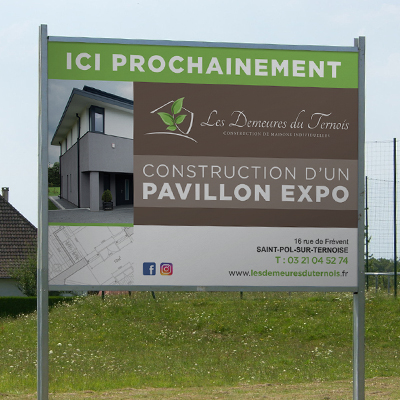 ICI PROCHAINEMENT
Les Demeures du Ternois
CONSTRUCTION DE MAISONS INDIVIDUELLES
CONSTRUCTION D'UN
PAVILLON EXPO
16 rue de Frévent
SAINT-POL-SUR-TERNOISE
T : 03 21 04 52 74
www.lesdemeuresduternois.fr